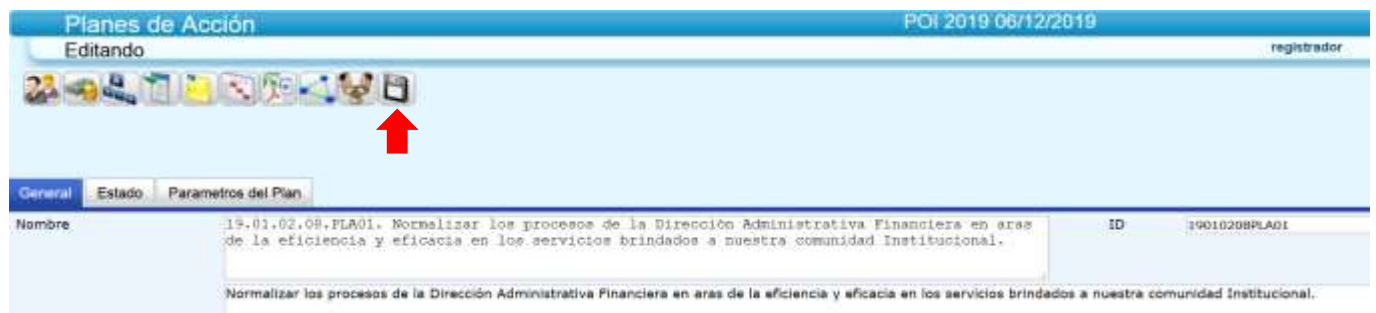 Planes de Acción POI 2019 06/12/2019
Editando registrador
General Estado Parametros del Plan
Nombre 19.01.02.08.PLA01. Normalizar los procesos de la Dirección Administrativa Financiera en aras ID 19010208PLA01
de la eficiencia y eficacia en los servicios brindados a nuestra comunidad Institucional.
Normalizar los procesos de la Dirección Administrativa Financiera en aras de la eficiencia y eficacia en los servicios brindados a nuestra comunidad Institucional.